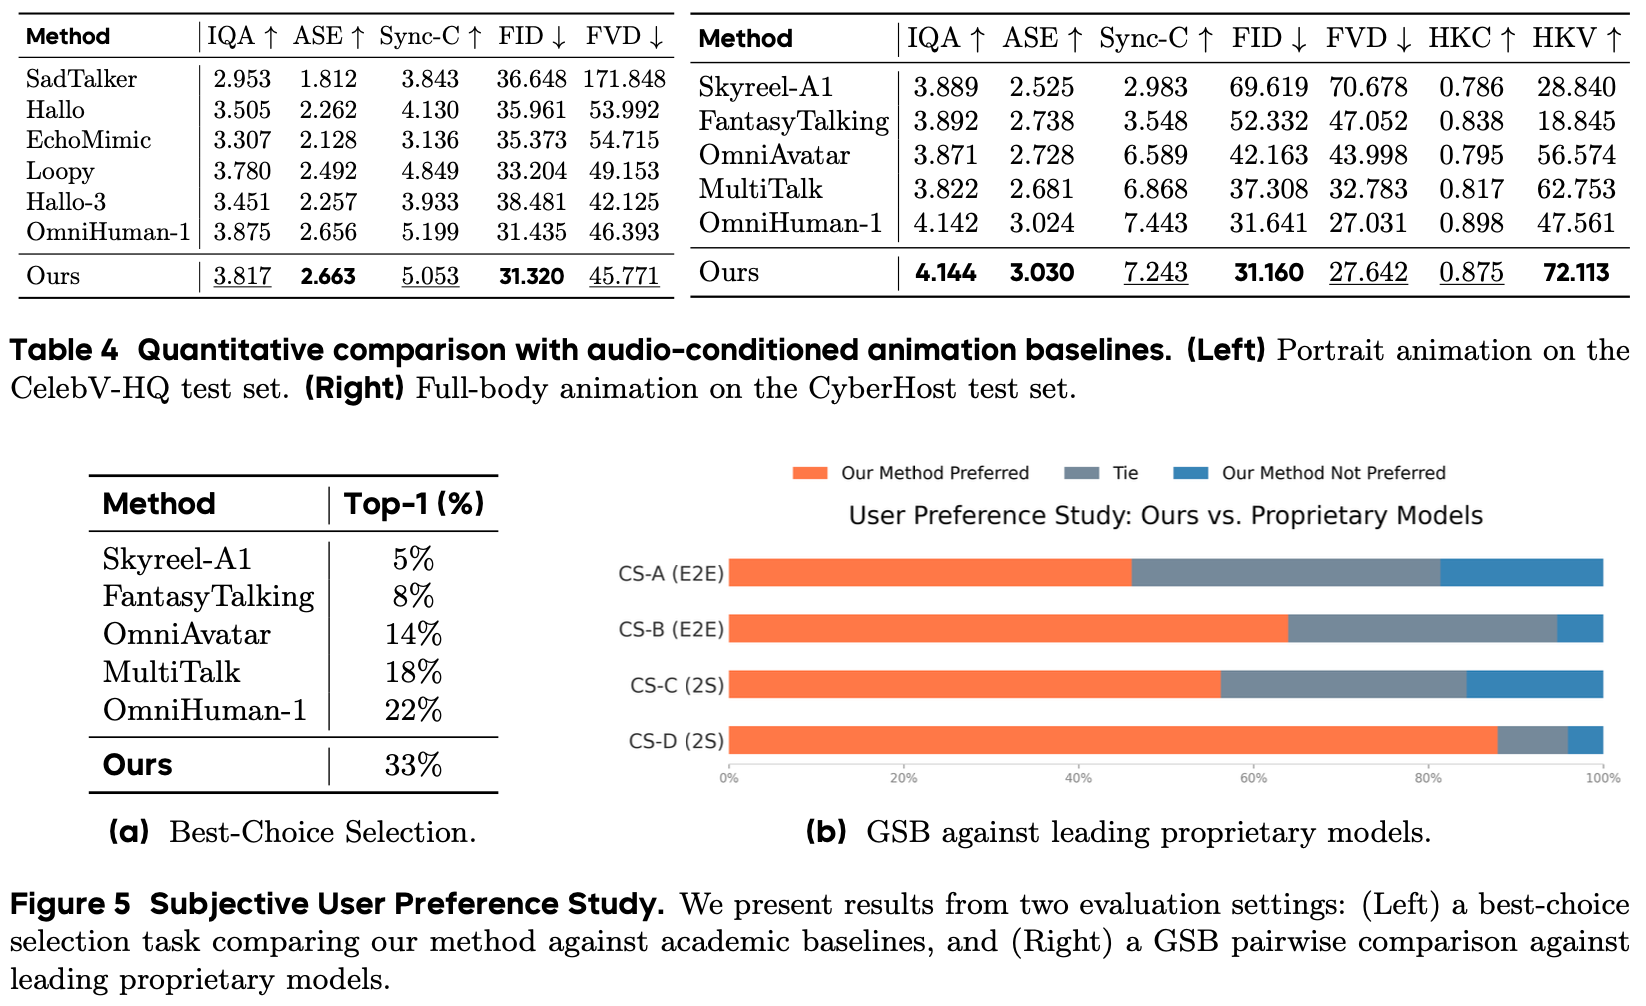 Method IQA ↑ ASE ↑ Sync-C ↑ FID ↓ FVD ↓
SadTalker 2.953 1.812 3.843 36.648 171.848
Hallo 3.505 2.262 4.130 35.961 53.992
EchoMimic 3.307 2.128 3.136 35.373 54.715
Loopy 3.780 2.492 4.849 33.204 49.153
Hallo-3 3.451 2.257 3.933 38.481 42.125
OmniHuman-1 3.875 2.656 5.199 31.435 46.393
Ours 3.817 2.663 5.053 31.320 45.771
Method IQA ↑ ASE ↑ Sync-C ↑ FID ↓ FVD ↓ HKC ↑ HKV ↑
Skyreel-A1 3.889 2.525 2.983 69.619 70.678 0.786 28.840
FantasyTalking 3.892 2.738 3.548 52.332 47.052 0.838 18.845
OmniAvatar 3.871 2.728 6.589 42.163 43.998 0.795 56.574
MultiTalk 3.822 2.681 6.868 37.308 32.783 0.817 62.753
OmniHuman-1 4.142 3.024 7.443 31.641 27.031 0.898 47.561
Ours 4.144 3.030 7.243 31.160 27.642 0.875 72.113
Table 4 Quantitative comparison with audio-conditioned animation baselines. (Left) Portrait animation on the
CelebV-HQ test set. (Right) Full-body animation on the CyberHost test set.
Method Top-1 (%)
Skyreel-A1 5%
FantasyTalking 8%
OmniAvatar 14%
MultiTalk 18%
OmniHuman-1 22%
Ours 33%
(a) Best-Choice Selection.
Our Method Preferred Tie Our Method Not Preferred
User Preference Study: Ours vs. Proprietary Models
CS-A (E2E)
CS-B (E2E)
CS-C (2S)
CS-D (2S)
0% 20% 40% 60% 80% 100%
(b) GSB against leading proprietary models.
Figure 5 Subjective User Preference Study. We present results from two evaluation settings: (Left) a best-choice
selection task comparing our method against academic baselines, and (Right) a GSB pairwise comparison against
leading proprietary models.